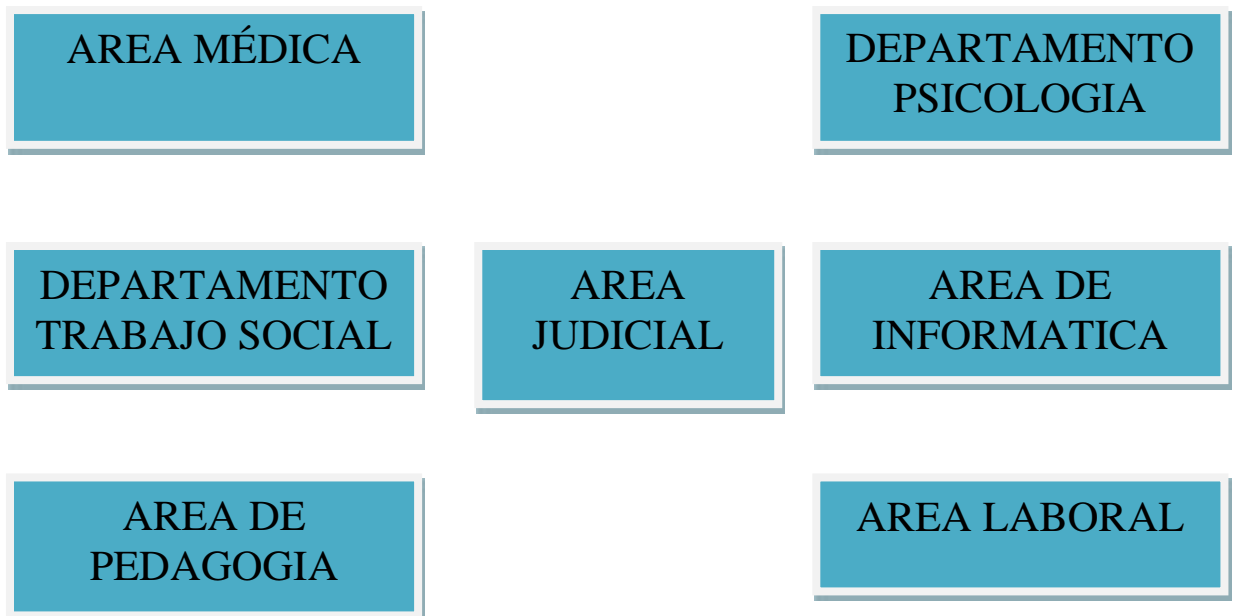 AREA MÉDICA
DEPARTAMENTO
PSICOLOGIA
DEPARTAMENTO
TRABAJO SOCIAL
AREA
JUDICIAL
AREA DE
INFORMATICA
AREA DE
PEDAGOGIA
AREA LABORAL